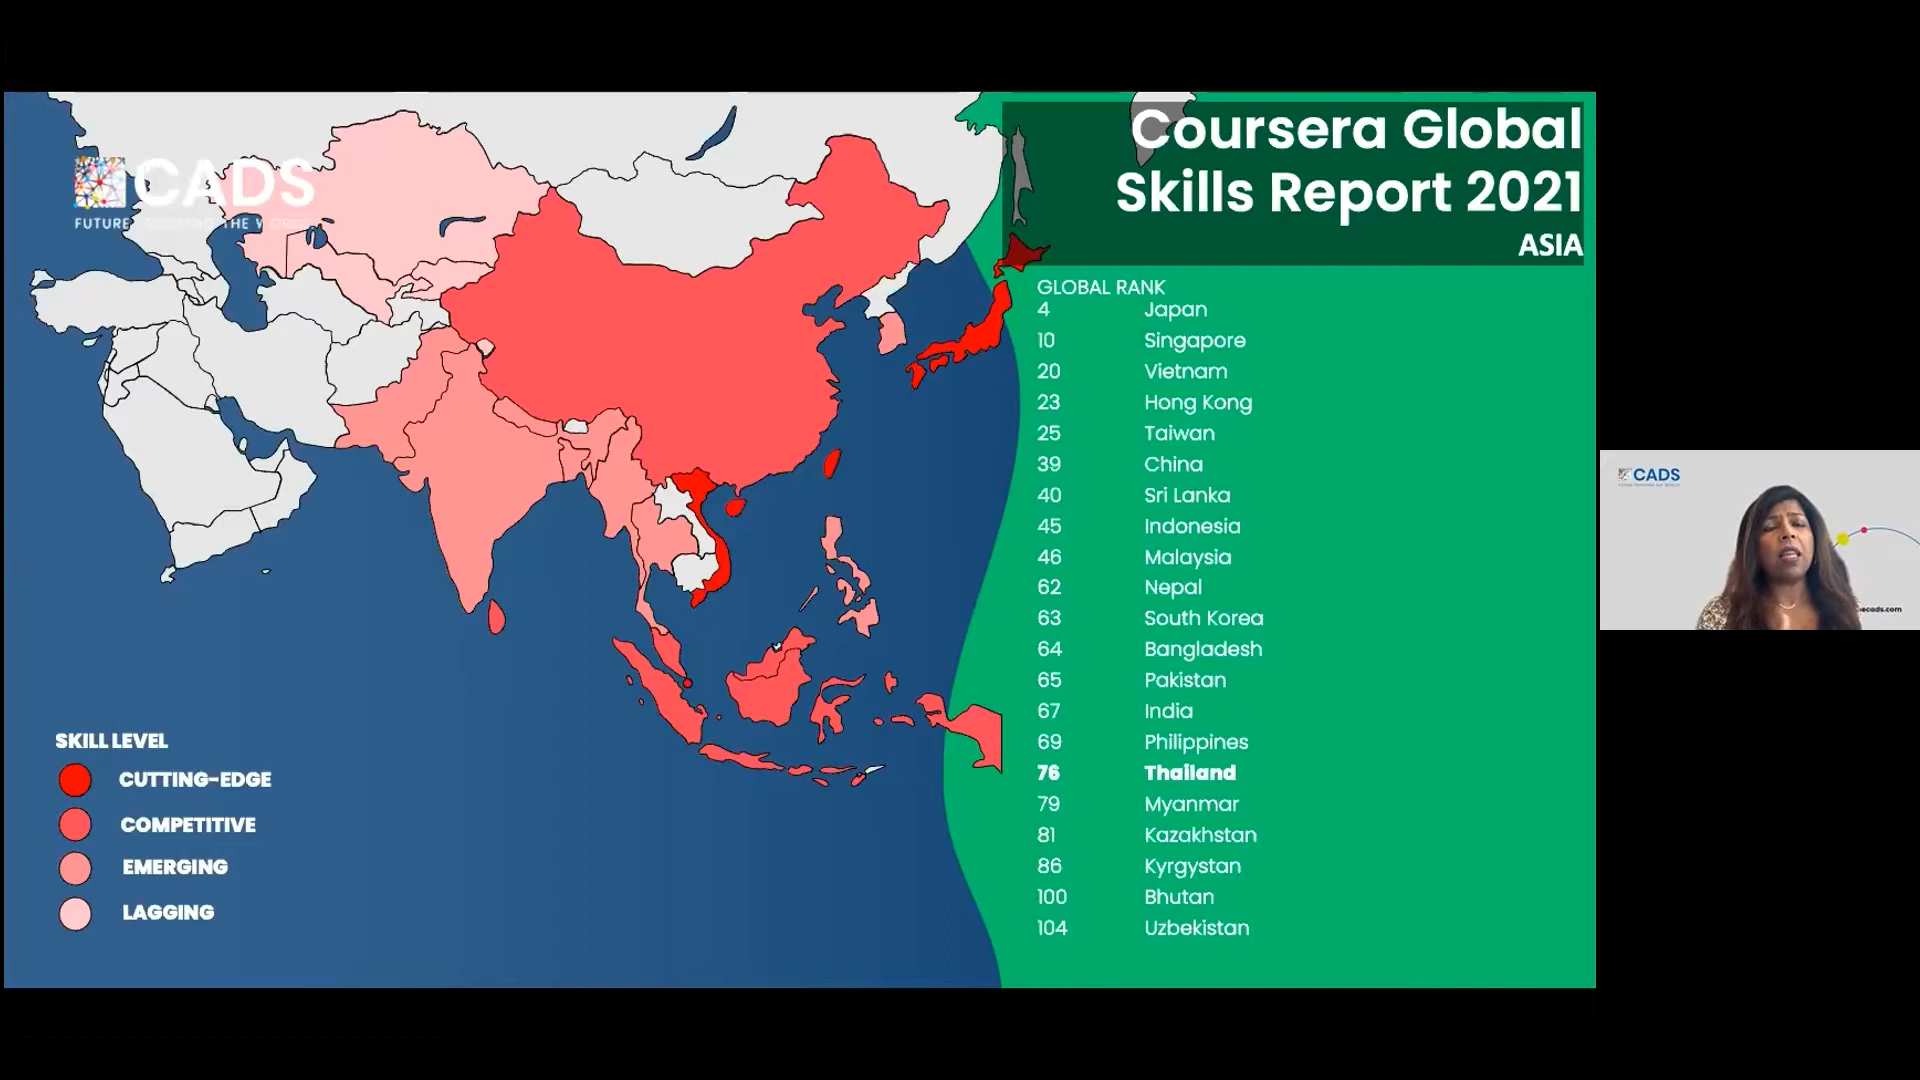 CADS
FUTURE
THE
Coursera Global
Skills Report 2021
ASIA
GLOBAL RANK
4 Japan
10 Singapore
20 Vietnam
23 Hong Kong
25 Taiwan
39 China
40 Sri Lanka
45 Indonesia
46 Malaysia
62 Nepal
63 South Korea
64 Bangladesh
65 Pakistan
67 India
69 Philippines
76 Thailand
79 Myanmar
81 Kazakhstan
86 Kyrgystan
100 Bhutan
104 Uzbekistan
SKILL LEVEL
CUTTING-EDGE
COMPETITIVE
EMERGING
LAGGING
CADS